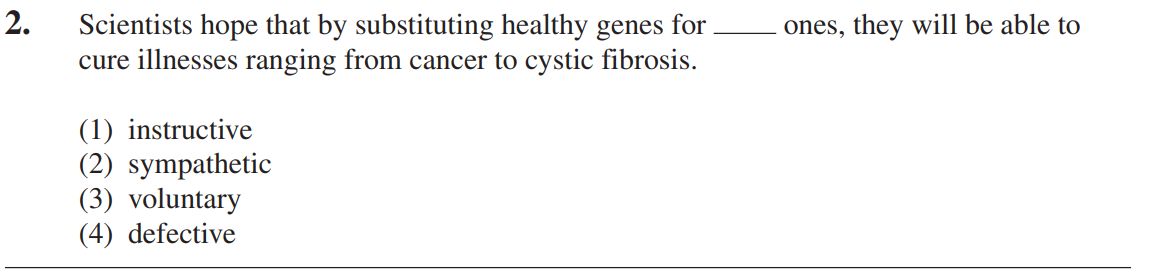 2. Scientists hope that by substituting healthy genes for ____ ones, they will be able to
cure illnesses ranging from cancer to cystic fibrosis.
(1) instructive
(2) sympathetic
(3) voluntary
(4) defective